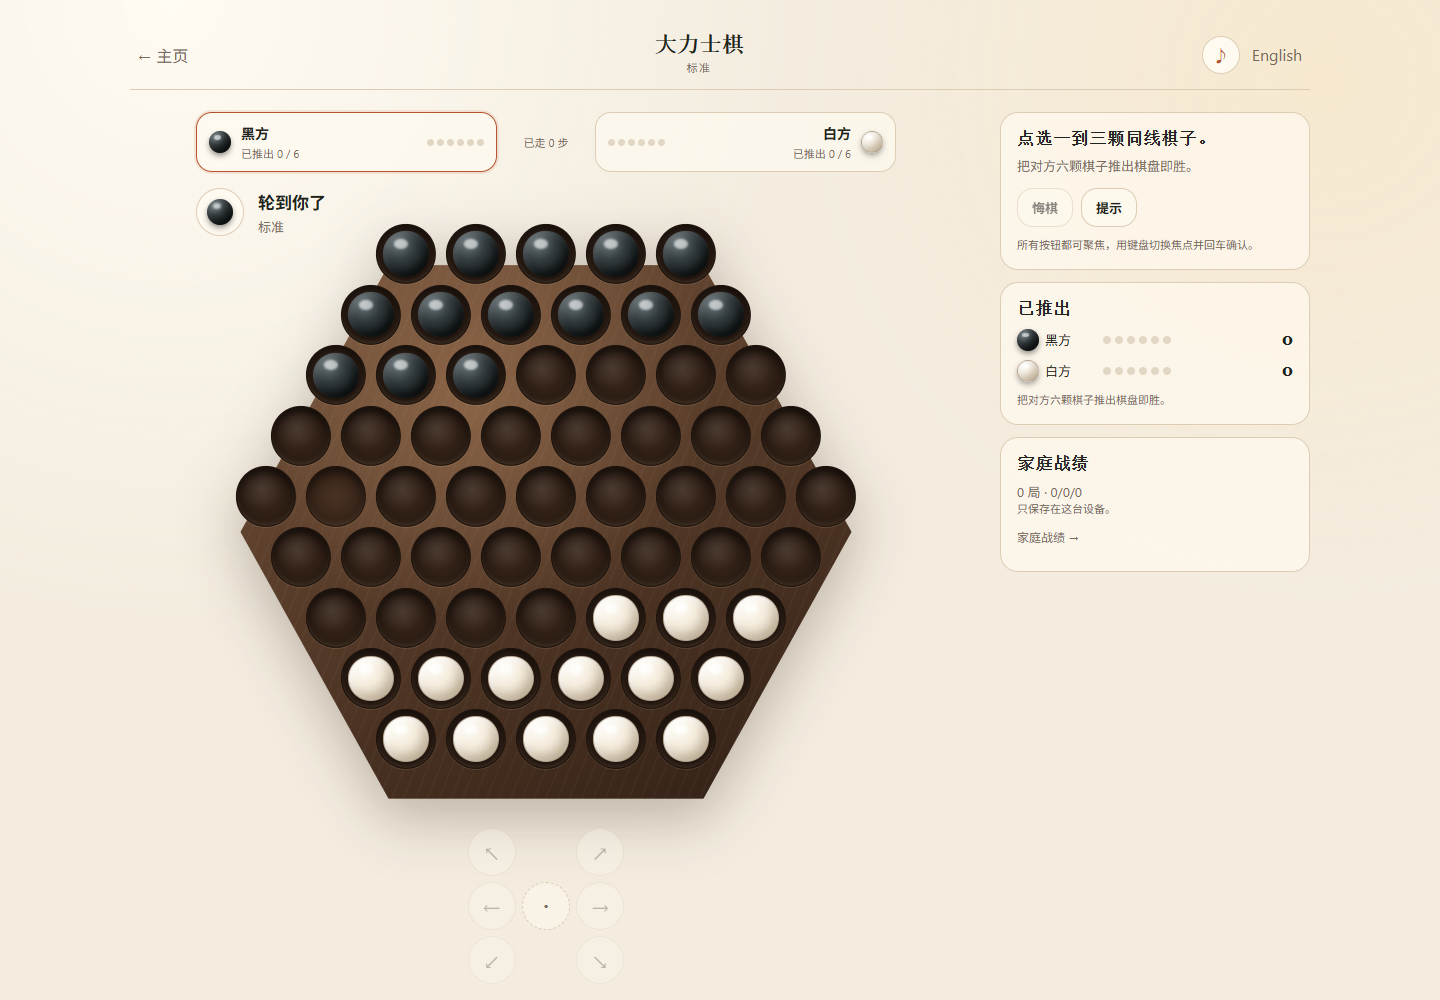 ← 主页
大力士棋
标准
♪
English
黑方
已推出 0 / 6
已走 0 步
白方
已推出 0 / 6
轮到你了
标准
点选一到三颗同线棋子。
把对方六颗棋子推出棋盘即胜。
悔棋
提示
所有按钮都可聚焦，用键盘切换焦点并回车确认。
已推出
黑方
0
白方
0
把对方六颗棋子推出棋盘即胜。
家庭战绩
0 局 · 0/0/0
只保存在这台设备。
家庭战绩 →
↖ ↗
← · →
↙ ↘